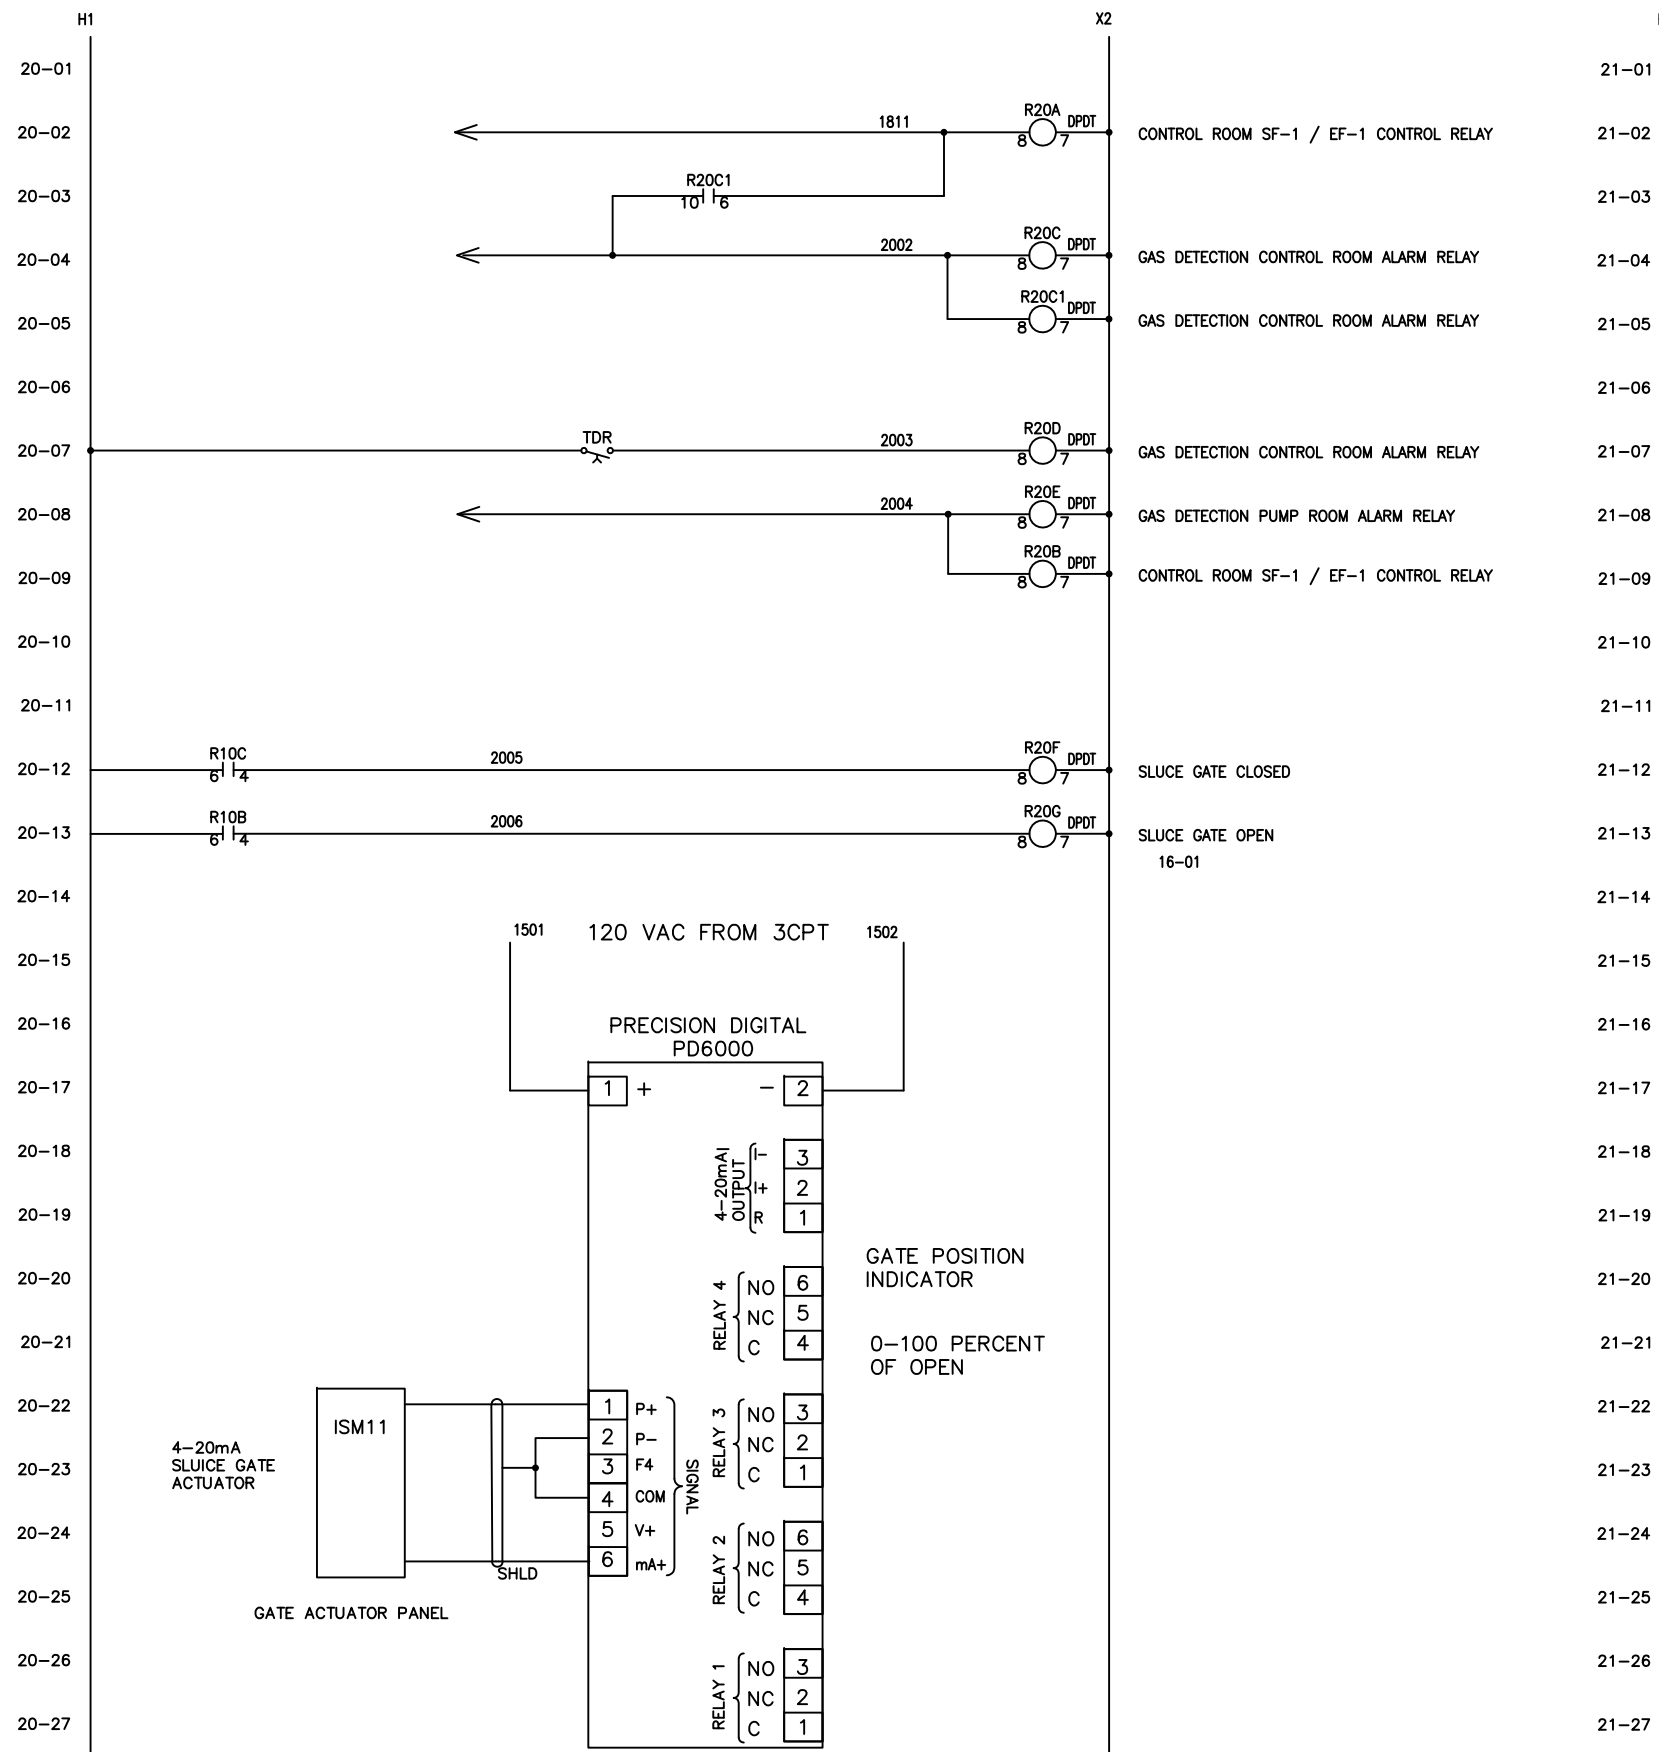 H1 X2
20-01 21-01
R20A
20-02 1811 8 7 DPDT CONTROL ROOM SF-1 / EF-1 CONTROL RELAY 21-02
R20C1
20-03 10 6 21-03
R20C
20-04 2002 8 7 DPDT GAS DETECTION CONTROL ROOM ALARM RELAY 21-04
R20C1
20-05 8 7 DPDT GAS DETECTION CONTROL ROOM ALARM RELAY 21-05
20-06 21-06
TDR R20D
20-07 2003 8 7 DPDT GAS DETECTION CONTROL ROOM ALARM RELAY 21-07
R20E
20-08 2004 8 7 DPDT GAS DETECTION PUMP ROOM ALARM RELAY 21-08
R20B
20-09 8 7 DPDT CONTROL ROOM SF-1 / EF-1 CONTROL RELAY 21-09
20-10 21-10
20-11 21-11
R10C R20F
20-12 6 4 2005 8 7 DPDT SLUCE GATE CLOSED 21-12
R10B R20G
20-13 6 4 2006 8 7 DPDT SLUCE GATE OPEN 21-13
16-01
20-14 21-14
1501 120 VAC FROM 3CPT 1502
20-15 21-15
20-16 PRECISION DIGITAL 21-16
PD6000
20-17 1 + - 2 21-17
4-20mAI
OUTPUT
20-18 I- 3 21-18
I+ 2
20-19 R 1 21-19
GATE POSITION
INDICATOR
RELAY 4
20-20 NO 6 21-20
NC 5
20-21 C 4 21-21
0-100 PERCENT
OF OPEN
20-22 1 P+ 21-22
ISM11
2 P-
4-20mA
SLUICE GATE
ACTUATOR
20-23 3 F4 21-23
4 COM
5 V+
6 mA+
SIGNAL
SHLD
RELAY 3
NO 3
NC 2
C 1
20-24 21-24
RELAY 2
NO 6
NC 5
C 4
20-25 21-25
GATE ACTUATOR PANEL
20-26 21-26
RELAY 1
NO 3
NC 2
C 1
20-27 21-27